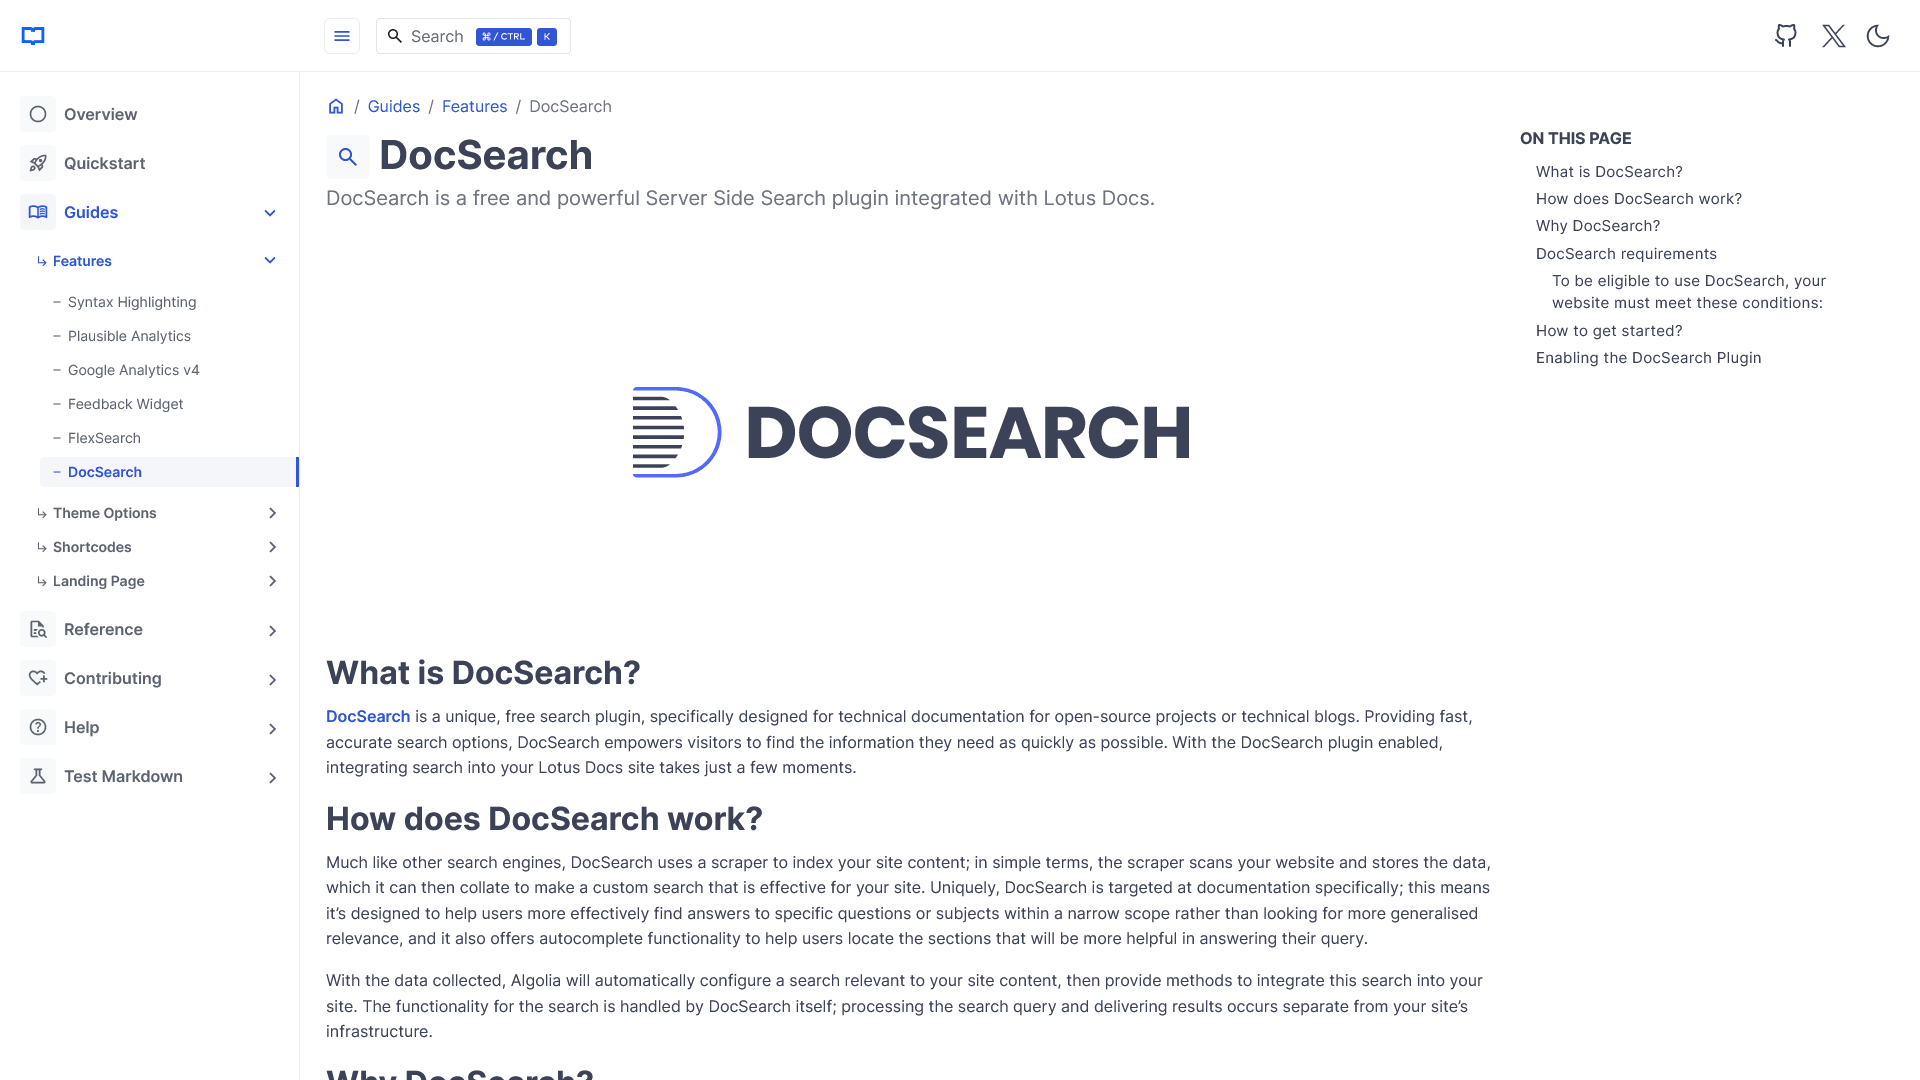 Search ⌘ / CTRL K
Overview
Quickstart
Guides
Features
Syntax Highlighting
Plausible Analytics
Google Analytics v4
Feedback Widget
FlexSearch
DocSearch
Theme Options
Shortcodes
Landing Page
Reference
Contributing
Help
Test Markdown
/ Guides / Features / DocSearch
DocSearch
DocSearch is a free and powerful Server Side Search plugin integrated with Lotus Docs.
DOCSEARCH
What is DocSearch?
DocSearch is a unique, free search plugin, specifically designed for technical documentation for open-source projects or technical blogs. Providing fast,
accurate search options, DocSearch empowers visitors to find the information they need as quickly as possible. With the DocSearch plugin enabled,
integrating search into your Lotus Docs site takes just a few moments.
How does DocSearch work?
Much like other search engines, DocSearch uses a scraper to index your site content; in simple terms, the scraper scans your website and stores the data,
which it can then collate to make a custom search that is effective for your site. Uniquely, DocSearch is targeted at documentation specifically; this means
it’s designed to help users more effectively find answers to specific questions or subjects within a narrow scope rather than looking for more generalised
relevance, and it also offers autocomplete functionality to help users locate the sections that will be more helpful in answering their query.
With the data collected, Algolia will automatically configure a search relevant to your site content, then provide methods to integrate this search into your
site. The functionality for the search is handled by DocSearch itself; processing the search query and delivering results occurs separate from your site’s
infrastructure.
Why DocSearch?
ON THIS PAGE
What is DocSearch?
How does DocSearch work?
Why DocSearch?
DocSearch requirements
To be eligible to use DocSearch, your
website must meet these conditions:
How to get started?
Enabling the DocSearch Plugin